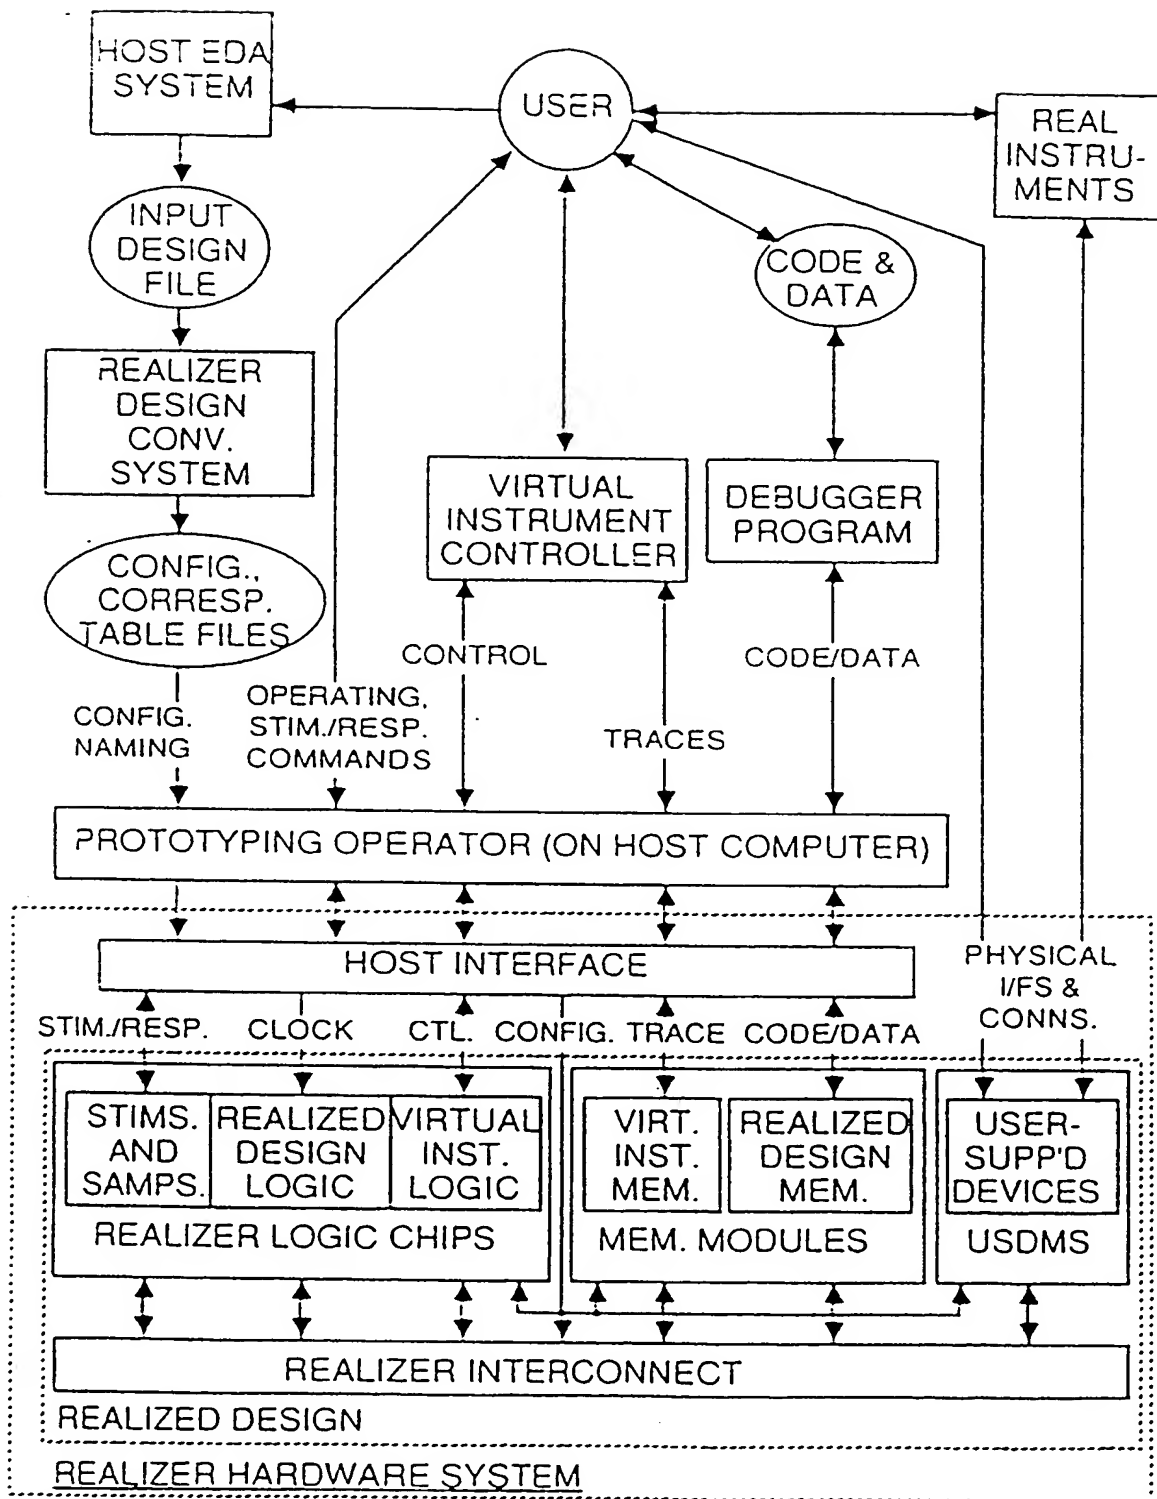 HOST EDA
SYSTEM
USER
REAL
INSTRU-
MENTS
INPUT
DESIGN
FILE
CODE &
DATA
REALIZER
DESIGN
CONV.
SYSTEM
VIRTUAL
INSTRUMENT
CONTROLLER
DEBUGGER
PROGRAM
CONFIG.,
CORRESP.
TABLE FILES
CONTROL
CODE/DATA
CONFIG.
NAMING
OPERATING,
STIM./RESP.
COMMANDS
TRACES
PROTOTYPING OPERATOR (ON HOST COMPUTER)
HOST INTERFACE
PHYSICAL
I/FS &
CONNS.
STIM./RESP.
CLOCK
CTL.
CONFIG.
TRACE
CODE/DATA
STIMS.
AND
SAMPS.
REALIZED
DESIGN
LOGIC
VIRTUAL
INST.
LOGIC
VIRT.
INST.
MEM.
REALIZED
DESIGN
MEM.
USER-
SUPP'D
DEVICES
REALIZER LOGIC CHIPS
MEM. MODULES
USDMS
REALIZER INTERCONNECT
REALIZED DESIGN
REALIZER HARDWARE SYSTEM